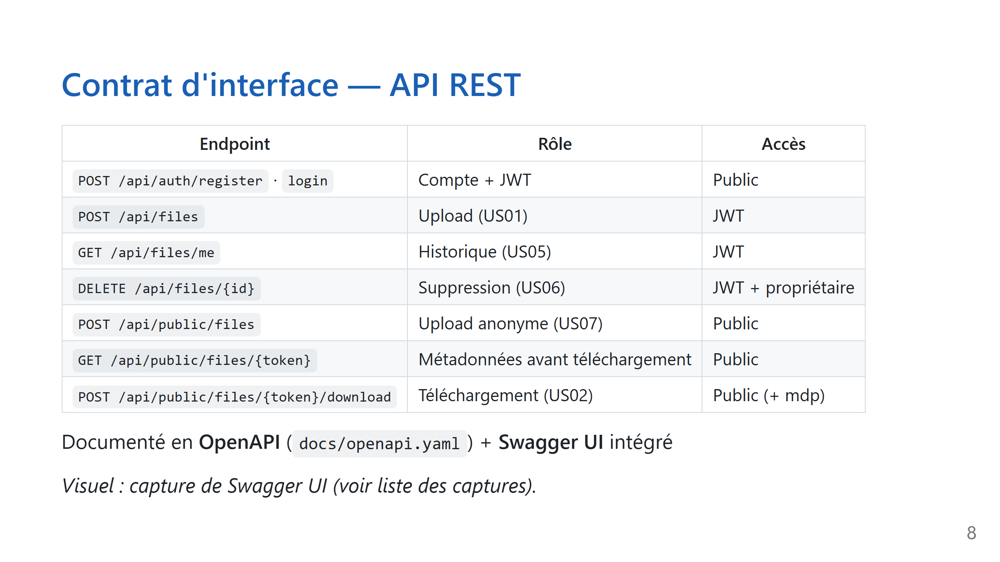 Contrat d'interface — API REST
Endpoint Rôle Accès
POST /api/auth/register · login Compte + JWT Public
POST /api/files Upload (US01) JWT
GET /api/files/me Historique (US05) JWT
DELETE /api/files/{id} Suppression (US06) JWT + propriétaire
POST /api/public/files Upload anonyme (US07) Public
GET /api/public/files/{token} Métadonnées avant téléchargement Public
POST /api/public/files/{token}/download Téléchargement (US02) Public (+ mdp)
Documenté en OpenAPI (docs/openapi.yaml) + Swagger UI intégré
Visuel : capture de Swagger UI (voir liste des captures).
8